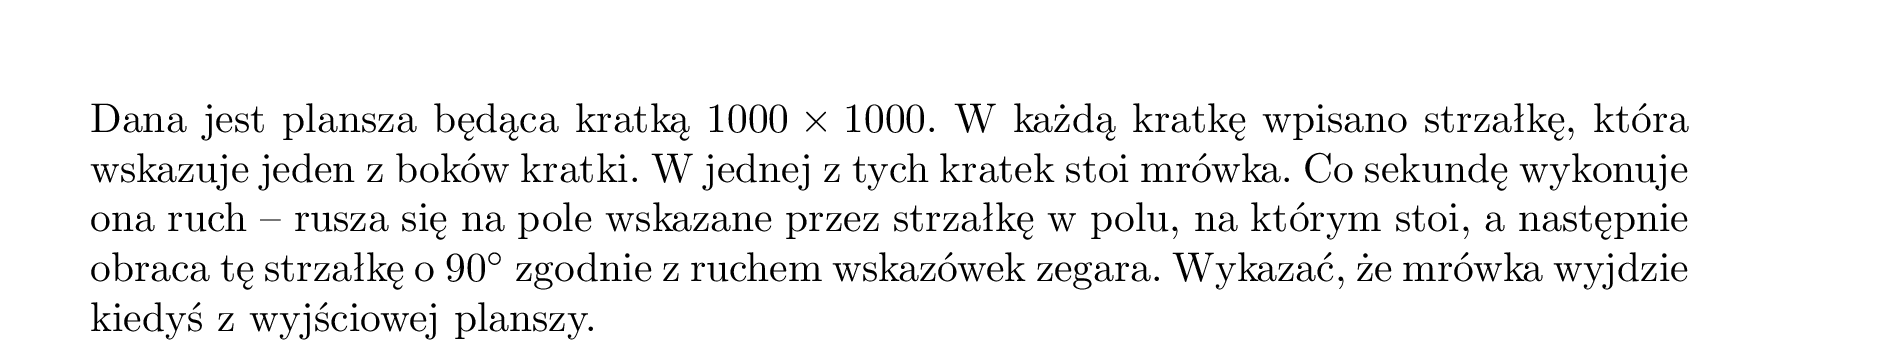 Dana jest plansza będąca kratką 1000 × 1000. W każdą kratkę wpisano strzałkę, która
wskazuje jeden z boków kratki. W jednej z tych kratek stoi mrówka. Co sekundę wykonuje
ona ruch – rusza się na pole wskazane przez strzałkę w polu, na którym stoi, a następnie
obraca tę strzałkę o 90° zgodnie z ruchem wskazówek zegara. Wykazać, że mrówka wyjdzie
kiedyś z wyjściowej planszy.